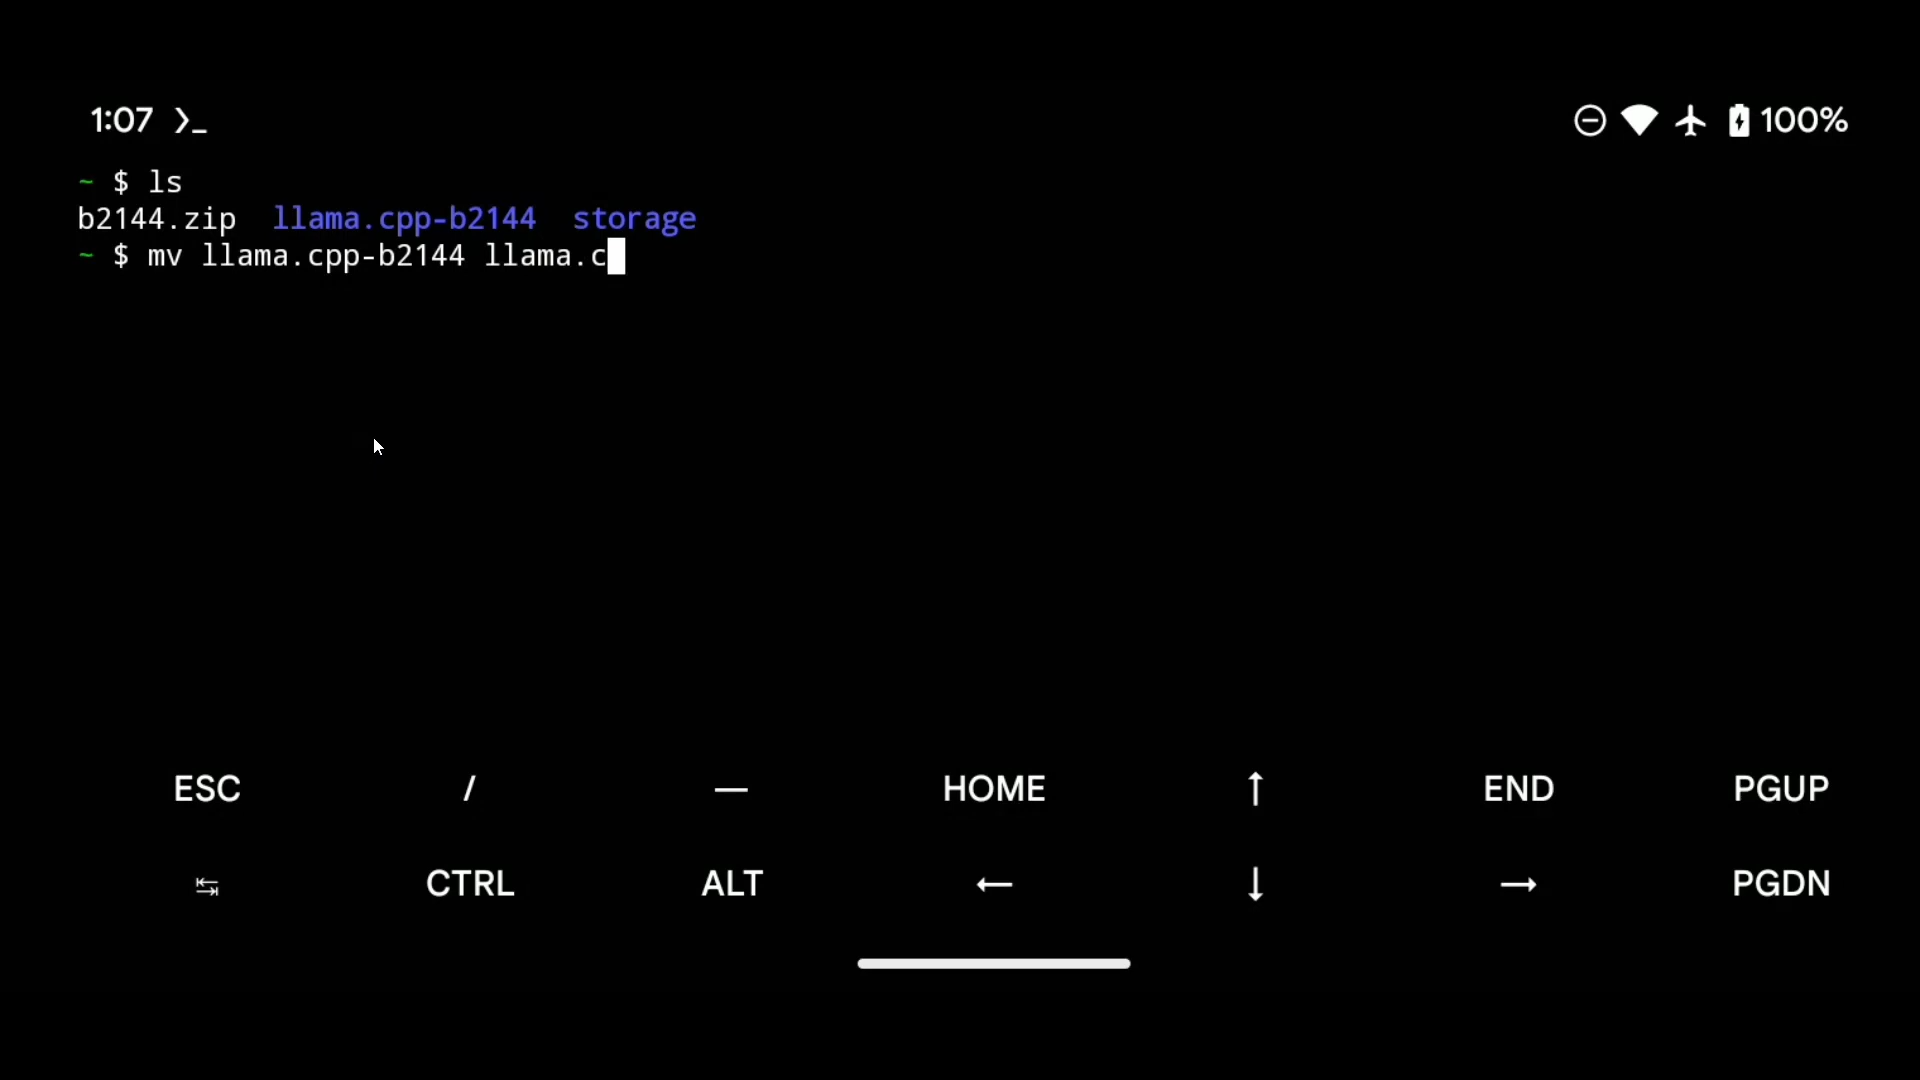 1:07 ❯_ 100%
~ $ ls
b2144.zip llama.cpp-b2144 storage
~ $ mv llama.cpp-b2144 llama.c
ESC / — HOME ↑ END PGUP
↹ CTRL ALT ← ↓ → PGDN